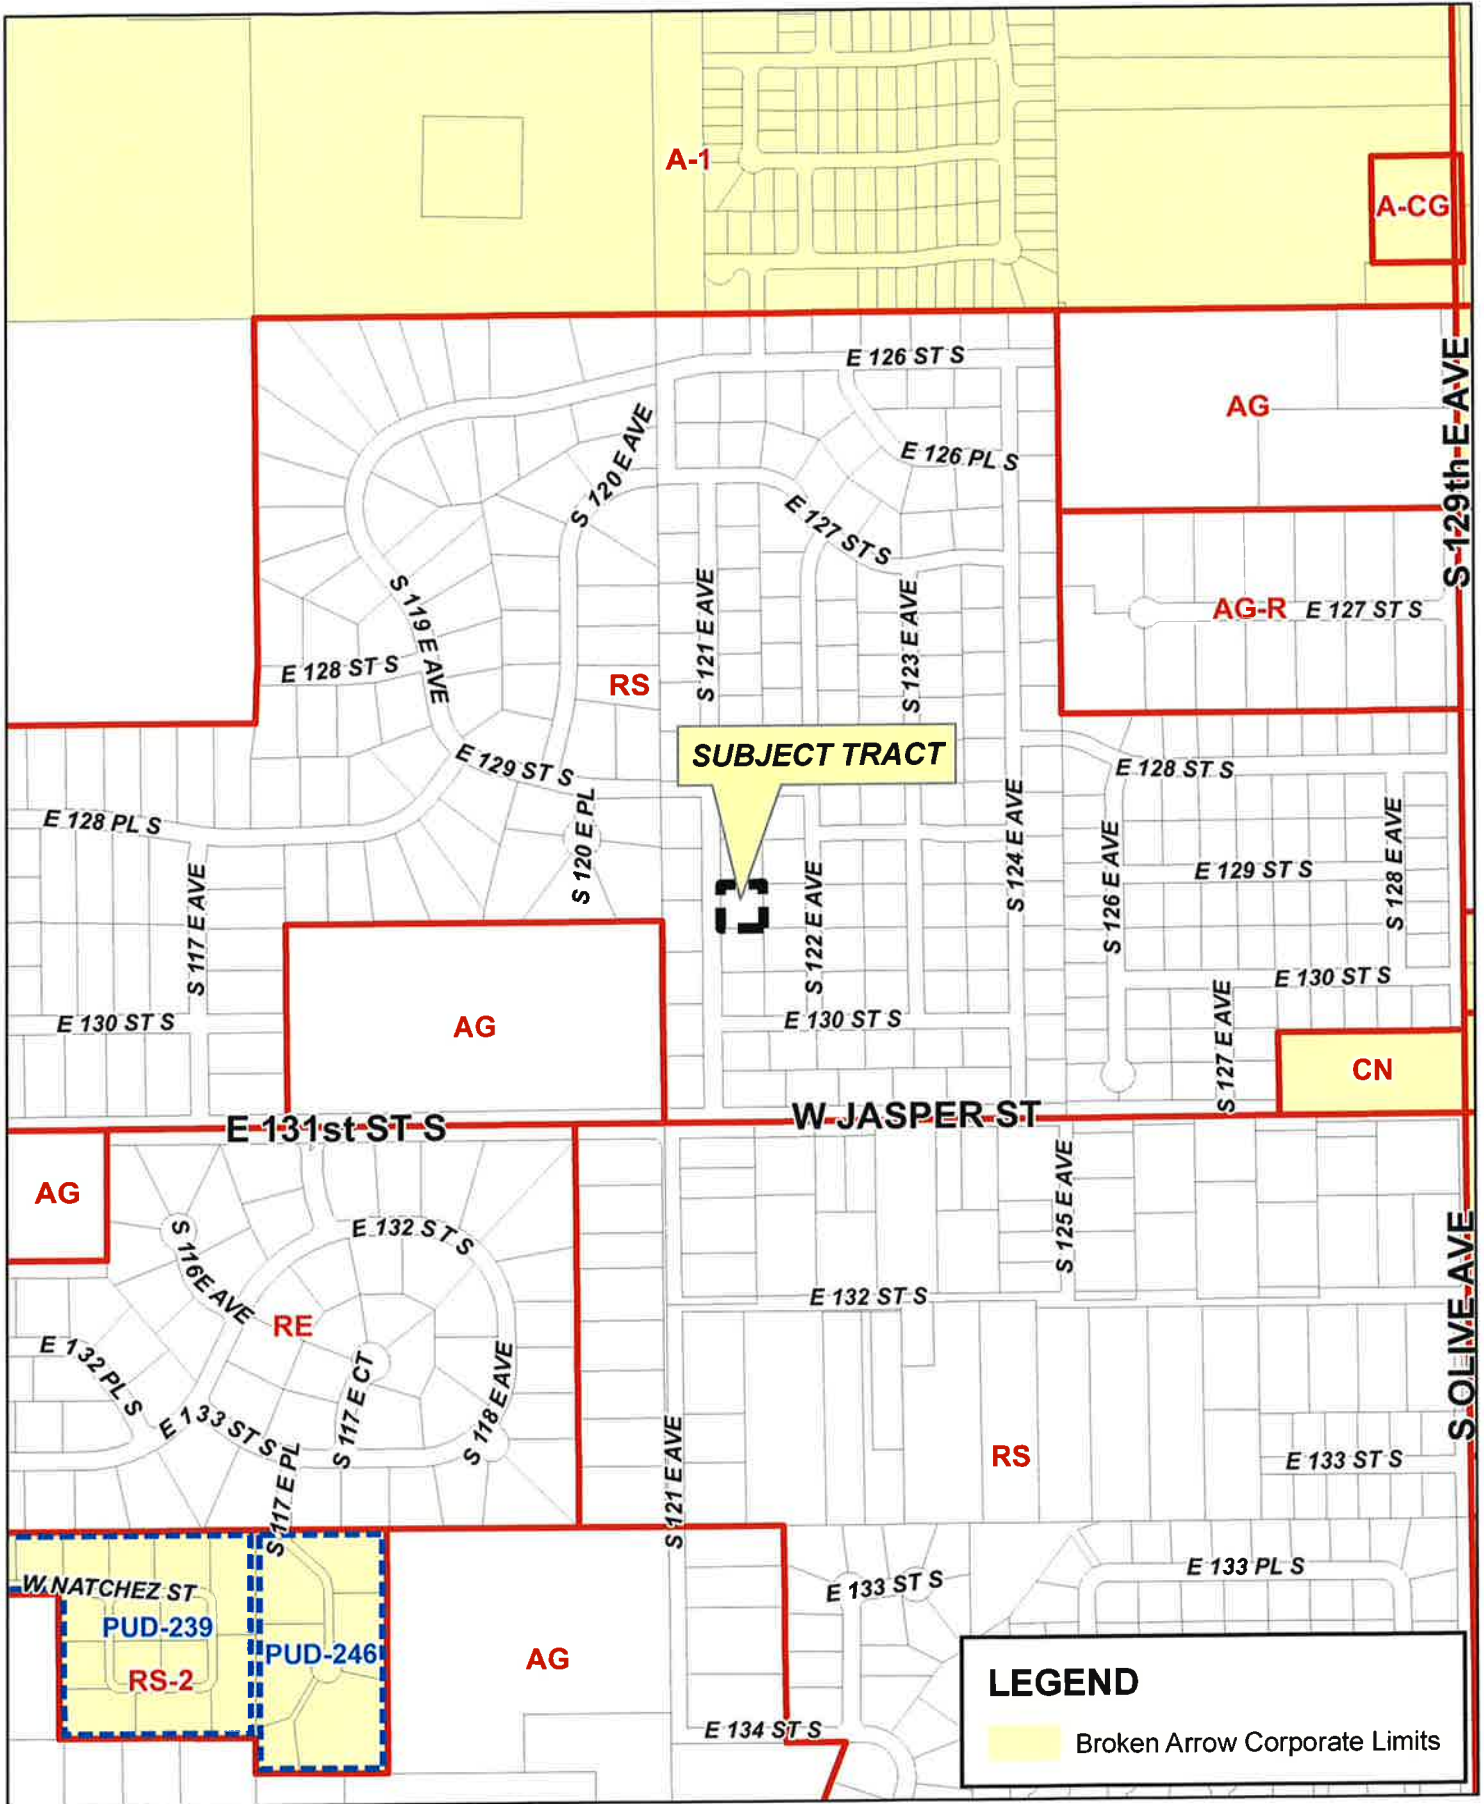 A-1
A-CG
E 126 ST S
AG
S 129th E AVE
S 120 E AVE
E 126 PL S
E 127 ST S
S 119 E AVE
S 121 E AVE
S 123 E AVE
AG-R
E 127 ST S
E 128 ST S
RS
SUBJECT TRACT
E 129 ST S
E 128 ST S
E 128 PL S
S 120 E PL
S 124 E AVE
S 126 E AVE
E 129 ST S
S 128 E AVE
S 117 E AVE
S 122 E AVE
E 130 ST S
E 130 ST S
AG
E 130 ST S
S 127 E AVE
CN
E 131st ST S
W JASPER ST
AG
S 125 E AVE
S 116 E AVE
E 132 ST S
E 132 ST S
S OLIVE AVE
RE
E 132 PL S
S 117 E CT
S 118 E AVE
E 133 ST S
S 121 E AVE
RS
E 133 ST S
S 117 E PL
W NATCHEZ ST
E 133 ST S
E 133 PL S
PUD-239
PUD-246
AG
RS-2
E 134 ST S
LEGEND
Broken Arrow Corporate Limits